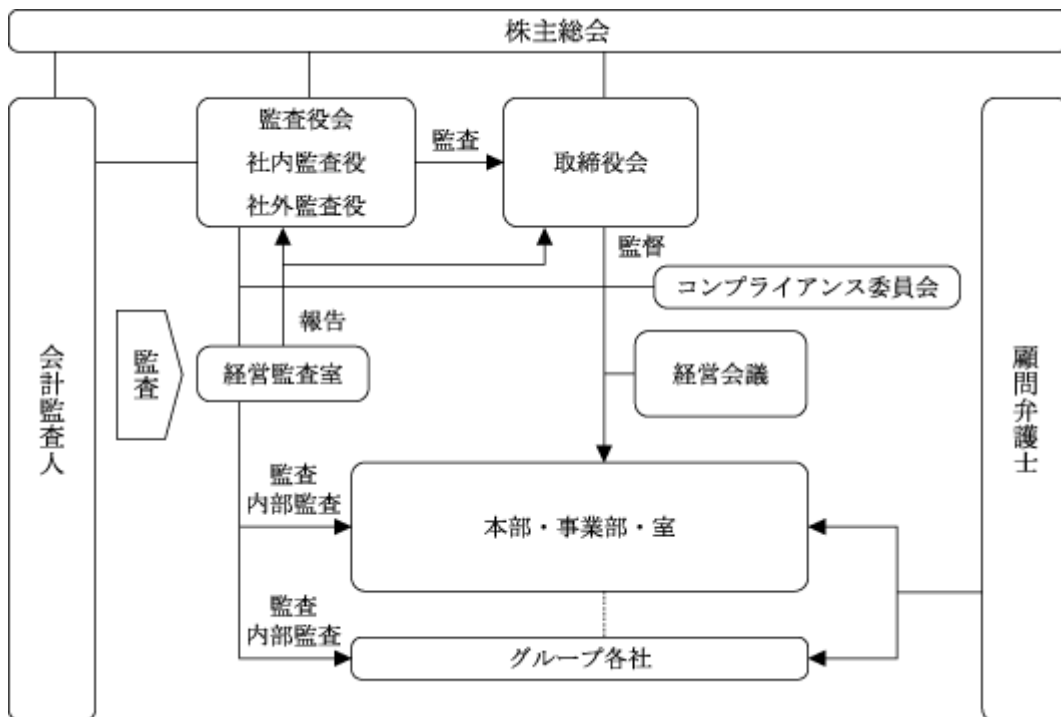 株主総会
監査役会
社内監査役
社外監査役
監査
取締役会
監督
コンプライアンス委員会
報告
監査
経営監査室
経営会議
会計監査人
顧問弁護士
監査
内部監査
本部・事業部・室
監査
内部監査
グループ各社